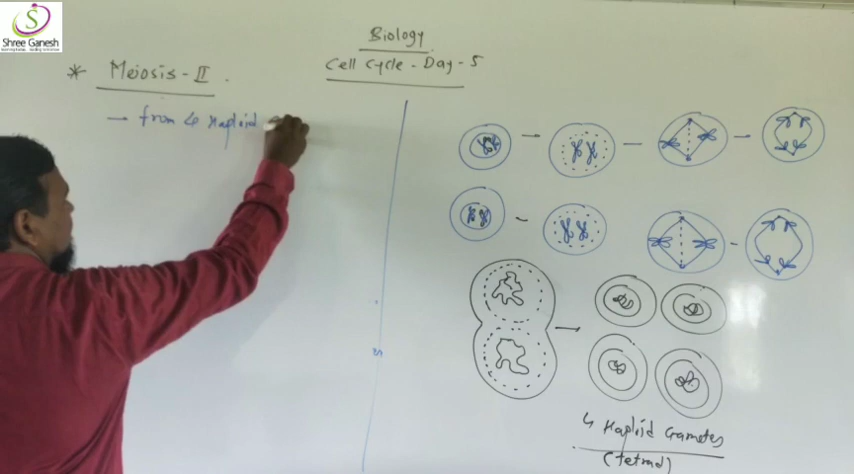 Shree Ganesh
Biology
Cell Cycle - Day - 5
* Meiosis - II .
→ from 4 Haploid
4 Haploid Gametes
(tetrad)